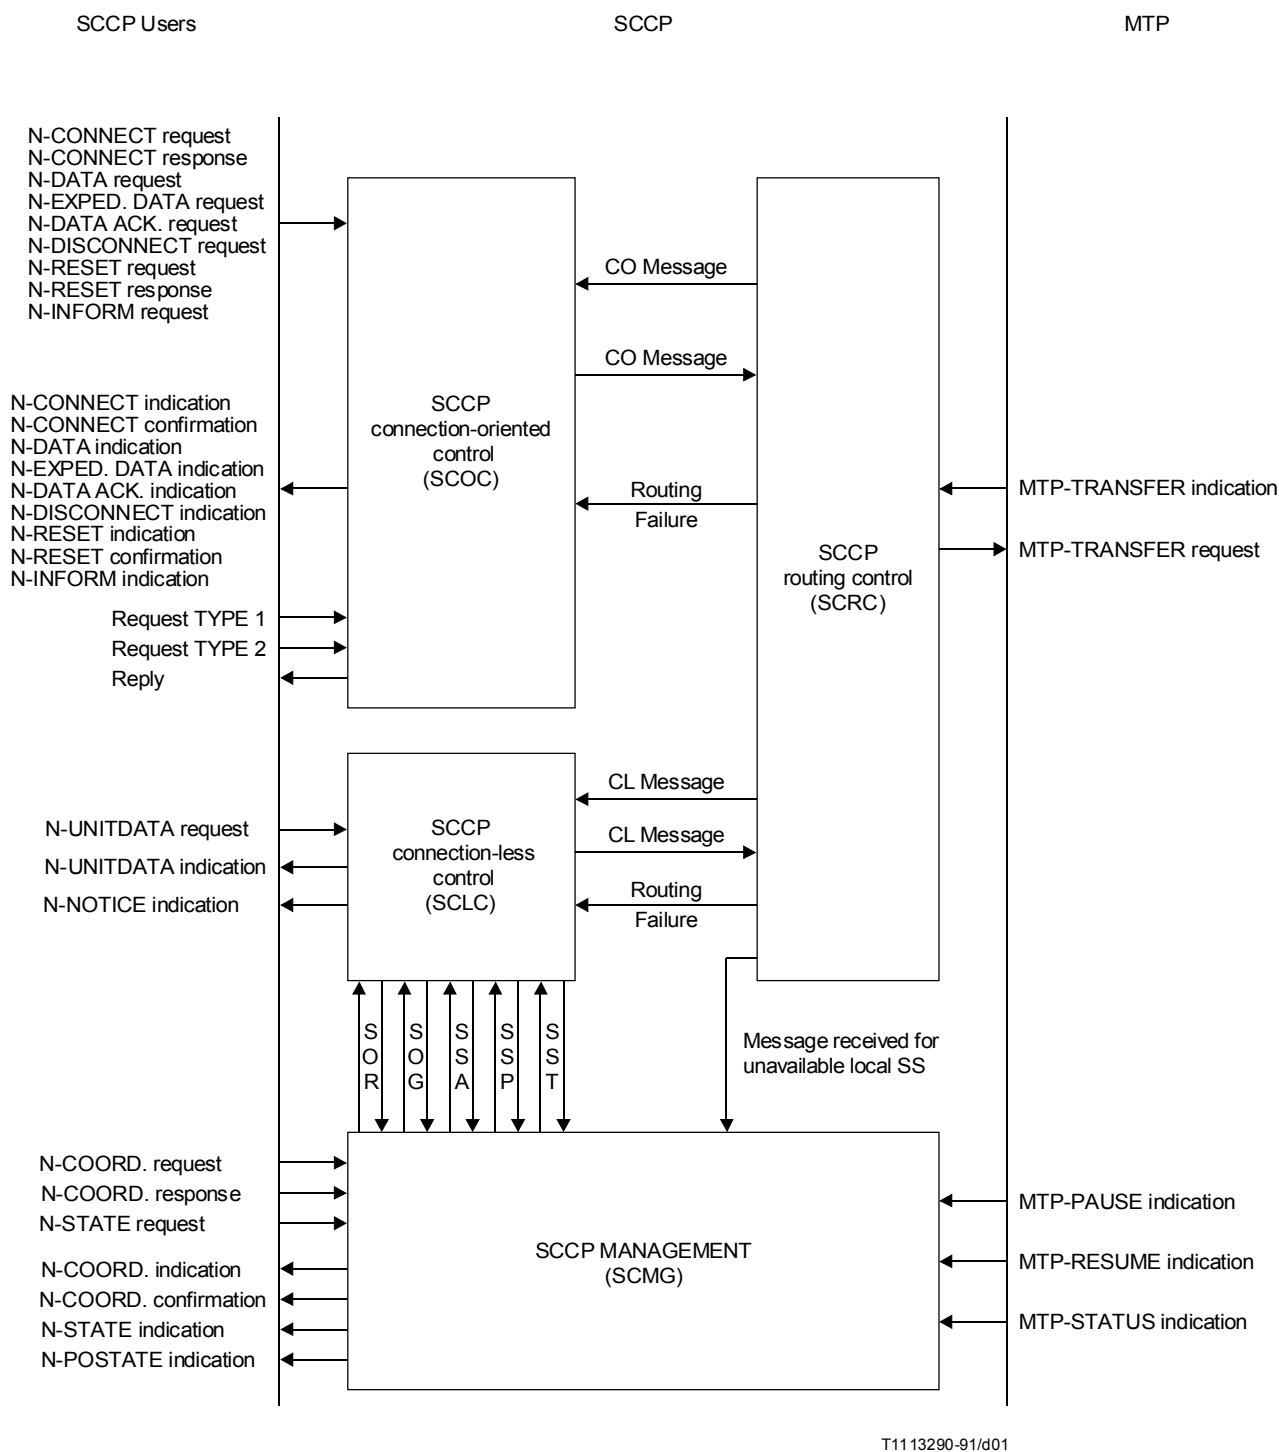 SCCP Users
SCCP
MTP
N-CONNECT request
N-CONNECT response
N-DATA request
N-EXPED. DATA request
N-DATA ACK. request
N-DISCONNECT request
N-RESET request
N-RESET response
N-INFORM request
CO Message
CO Message
N-CONNECT indication
N-CONNECT confirmation
N-DATA indication
N-EXPED. DATA indication
N-DATA ACK. indication
N-DISCONNECT indication
N-RESET indication
N-RESET confirmation
N-INFORM indication
SCCP
connection-oriented
control
(SCOC)
Routing
Failure
MTP-TRANSFER indication
MTP-TRANSFER request
SCCP
routing control
(SCRC)
Request TYPE 1
Request TYPE 2
Reply
CL Message
CL Message
Routing
Failure
N-UNITDATA request
N-UNITDATA indication
N-NOTICE indication
SCCP
connection-less
control
(SCLC)
SOR
SOG
SSA
SSP
SST
Message received for
unavailable local SS
N-COORD. request
N-COORD. response
N-STATE request
N-COORD. indication
N-COORD. confirmation
N-STATE indication
N-POSTATE indication
SCCP MANAGEMENT
(SCMG)
MTP-PAUSE indication
MTP-RESUME indication
MTP-STATUS indication
T1113290-91/d01